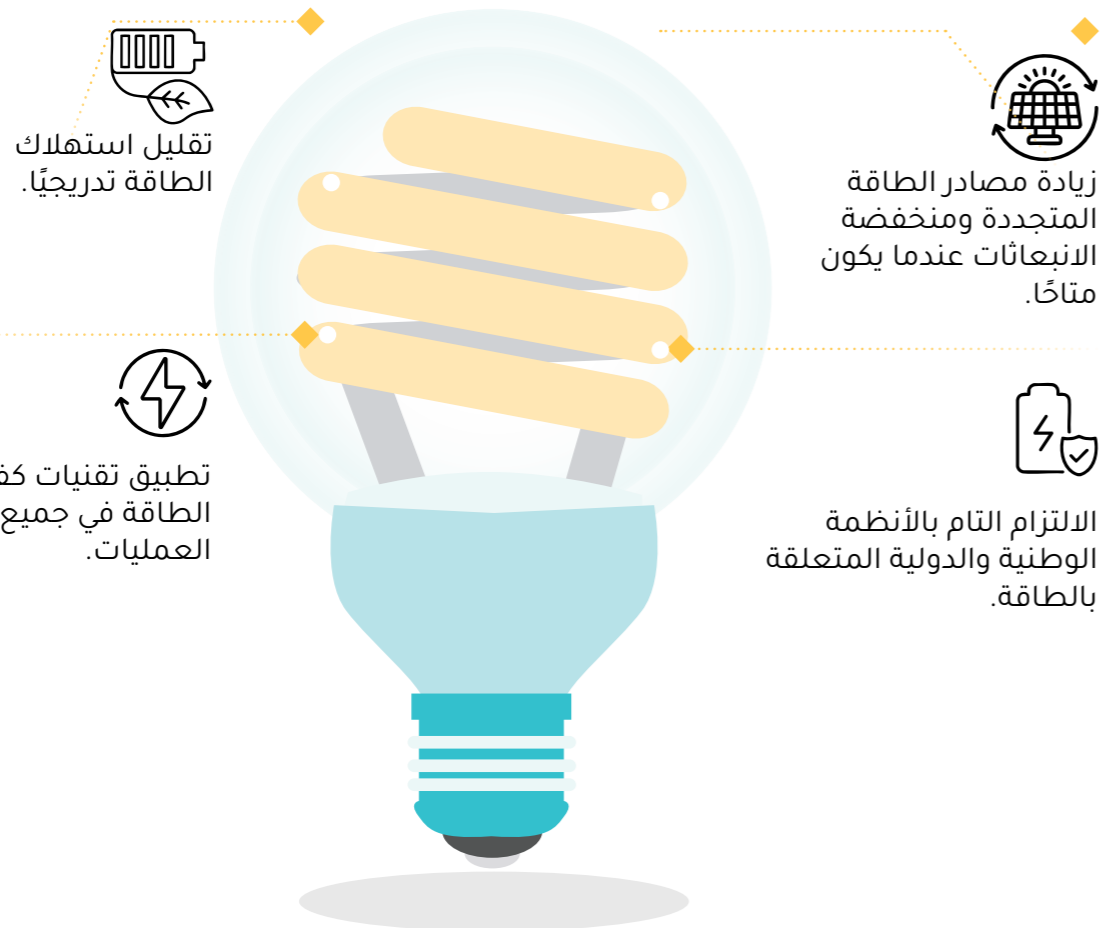 زيادة مصادر الطاقة
المتجددة ومنخفضة
الانبعاثات عندما يكون
متاحًا.
تقليل استهلاك
الطاقة تدريجيًا.
الالتزام التام بالأنظمة
الوطنية والدولية المتعلقة
بالطاقة.
تطبيق تقنيات
الطاقة في جميع
العمليات.